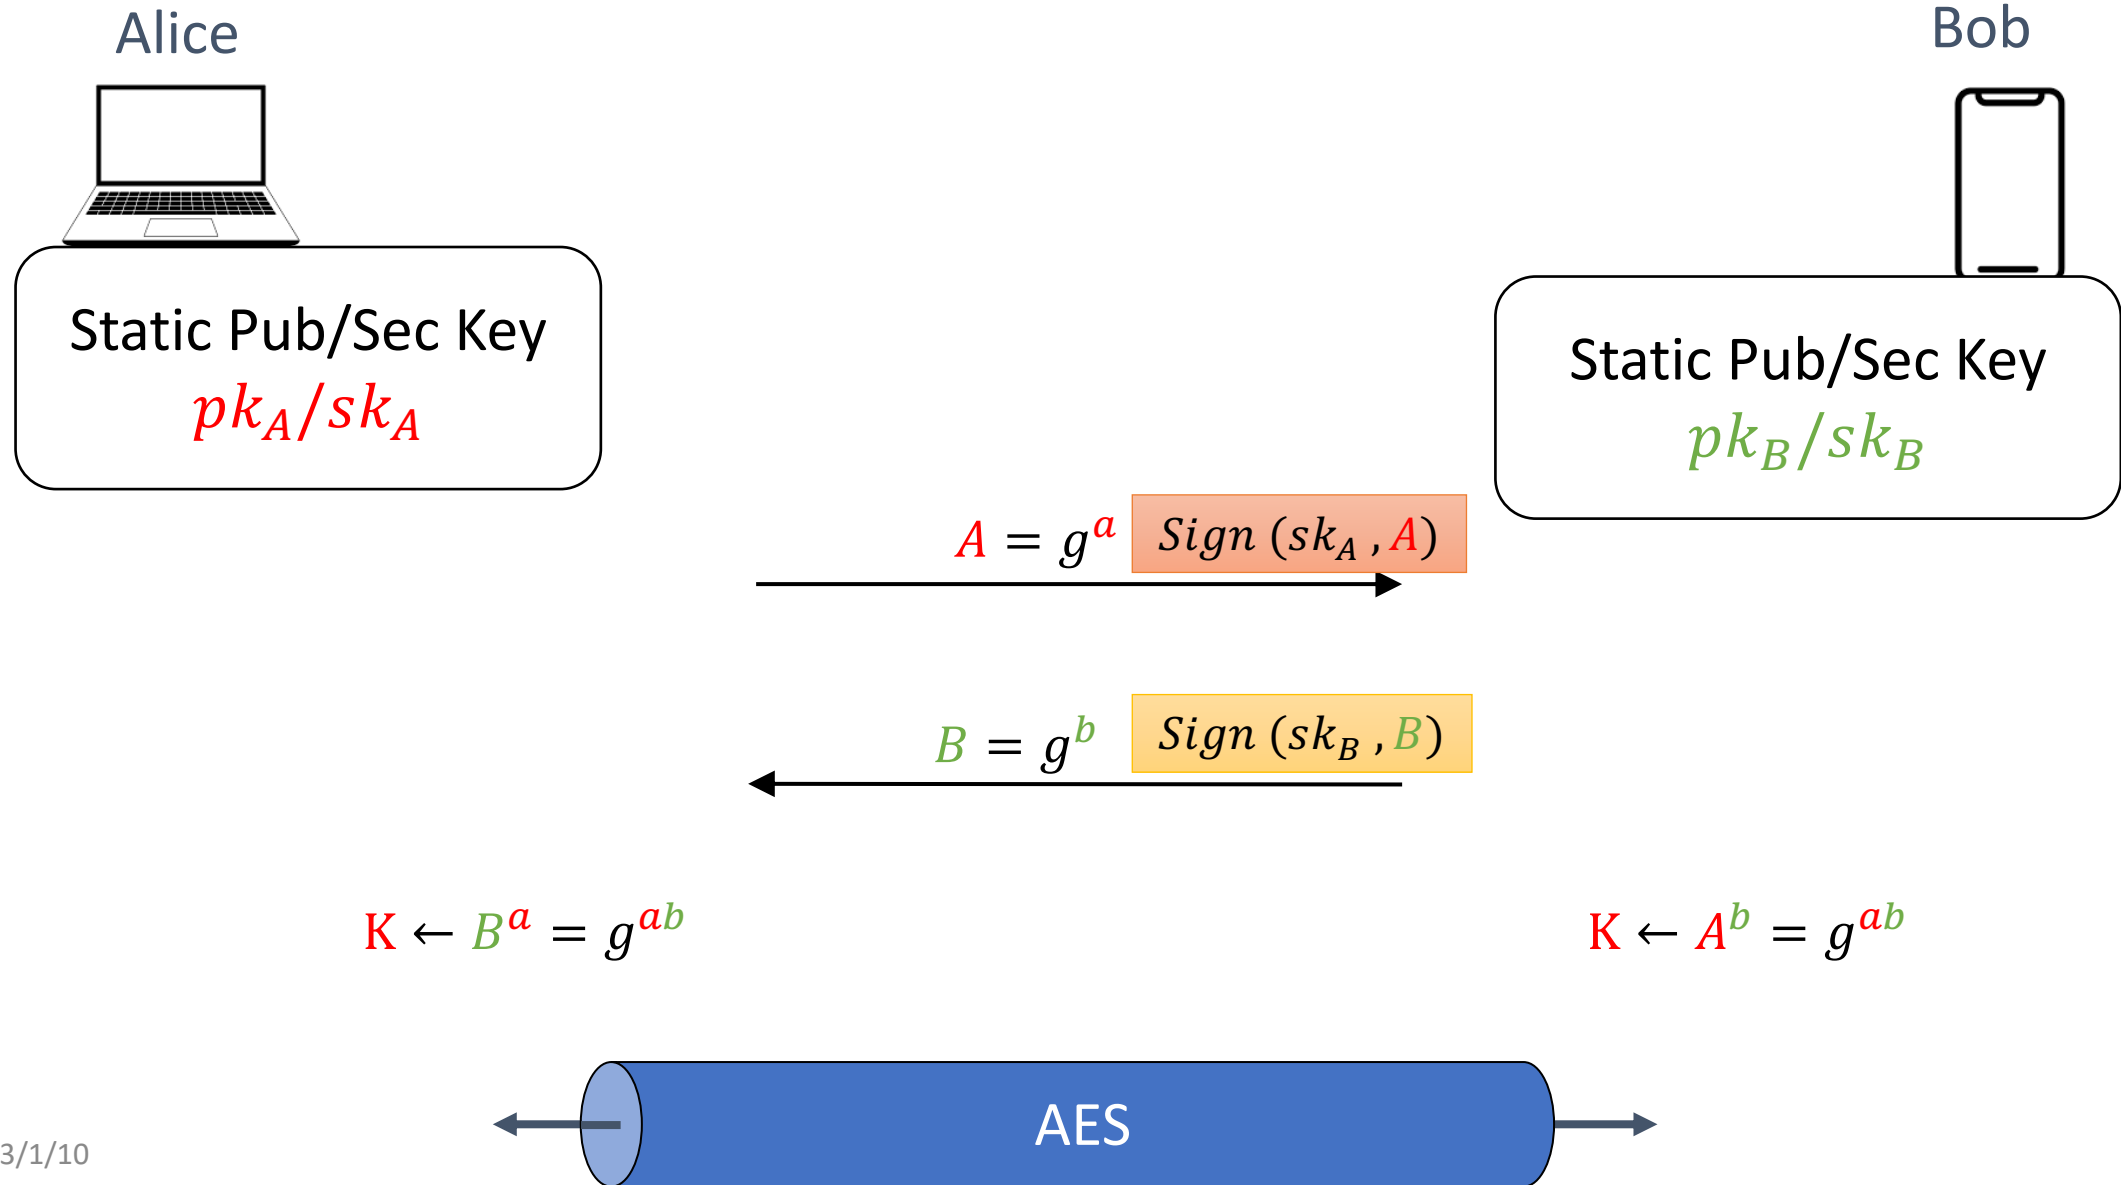 Alice
Bob
Static Pub/Sec Key
pk_A/sk_A
Static Pub/Sec Key
pk_B/sk_B
A = g^a Sign (sk_A , A)
B = g^b Sign (sk_B , B)
K ← B^a = g^{ab}
K ← A^b = g^{ab}
AES
3/1/10